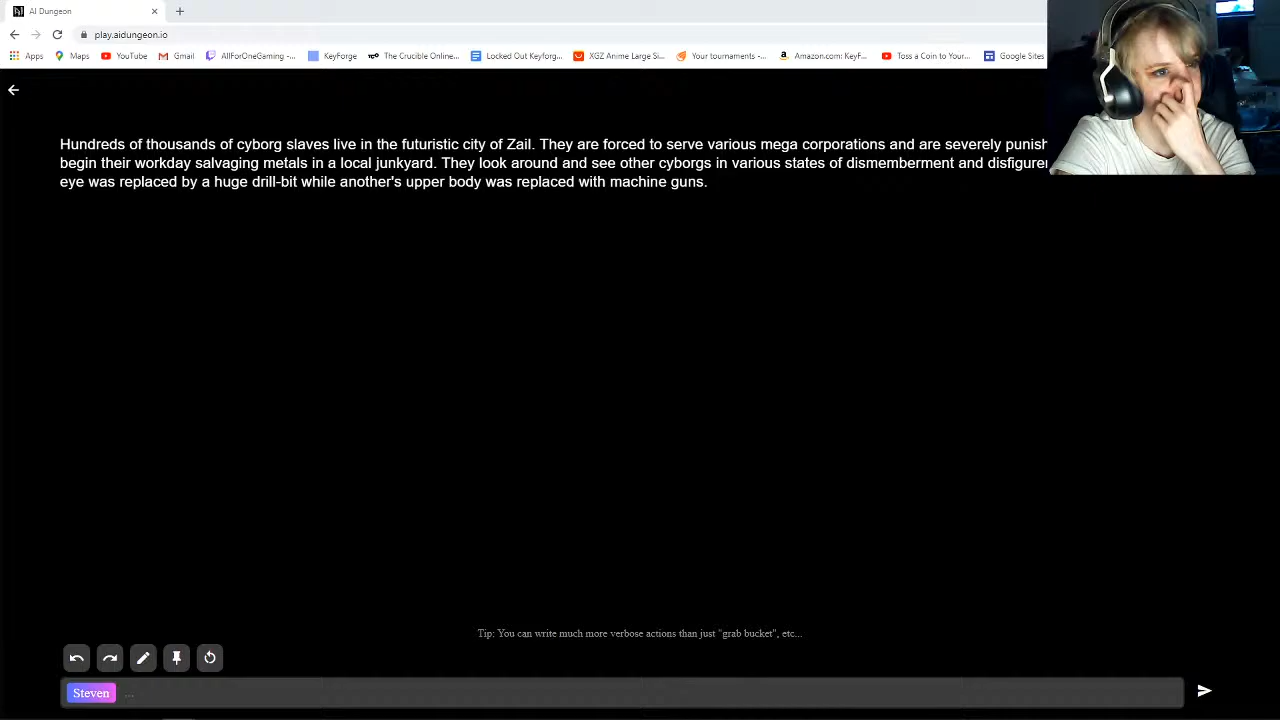 AI Dungeon
play.aidungeon.io
Apps Maps YouTube Gmail AllForOneGaming -... KeyForge The Crucible Online... Locked Out Keyforg... XGZ Anime Large Si... Your tournaments -... Amazon.com: KeyF... Toss a Coin to Your... Google Sites
Hundreds of thousands of cyborg slaves live in the futuristic city of Zail. They are forced to serve various mega corporations and are severely punish
begin their workday salvaging metals in a local junkyard. They look around and see other cyborgs in various states of dismemberment and disfigure
eye was replaced by a huge drill-bit while another's upper body was replaced with machine guns.
Tip: You can write much more verbose actions than just "grab bucket", etc...
Steven ...